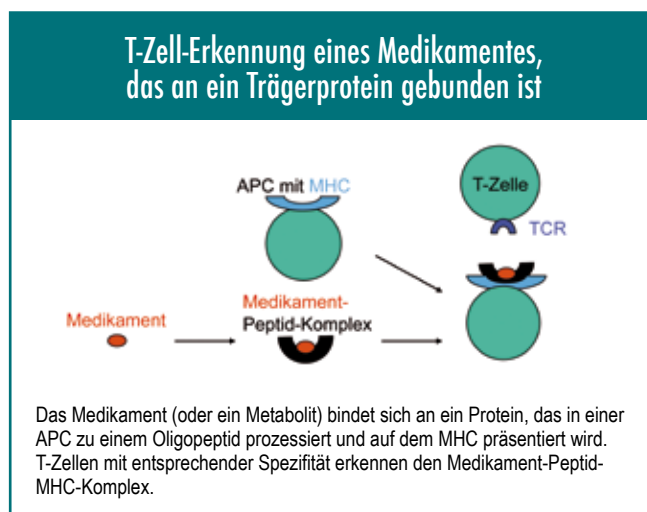 T-Zell-Erkennung eines Medikamentes,
das an ein Trägerprotein gebunden ist
APC mit MHC
T-Zelle
TCR
Medikament
Medikament-
Peptid-Komplex
Das Medikament (oder ein Metabolit) bindet sich an ein Protein, das in einer
APC zu einem Oligopeptid prozessiert und auf dem MHC präsentiert wird.
T-Zellen mit entsprechender Spezifität erkennen den Medikament-Peptid-
MHC-Komplex.